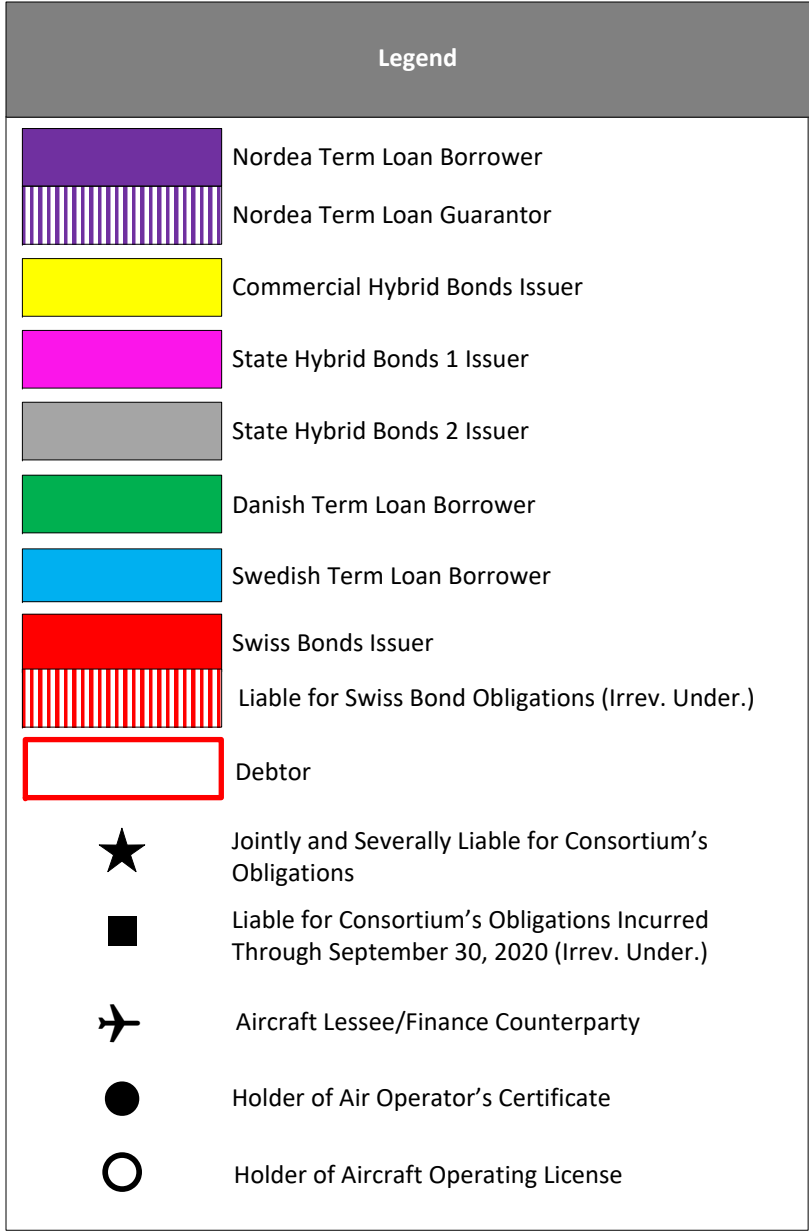 Legend
Nordea Term Loan Borrower
Nordea Term Loan Guarantor
Commercial Hybrid Bonds Issuer
State Hybrid Bonds 1 Issuer
State Hybrid Bonds 2 Issuer
Danish Term Loan Borrower
Swedish Term Loan Borrower
Swiss Bonds Issuer
Liable for Swiss Bond Obligations (Irrev. Under.)
Debtor
Jointly and Severally Liable for Consortium’s
Obligations
Liable for Consortium’s Obligations Incurred
Through September 30, 2020 (Irrev. Under.)
Aircraft Lessee/Finance Counterparty
Holder of Air Operator’s Certificate
Holder of Aircraft Operating License